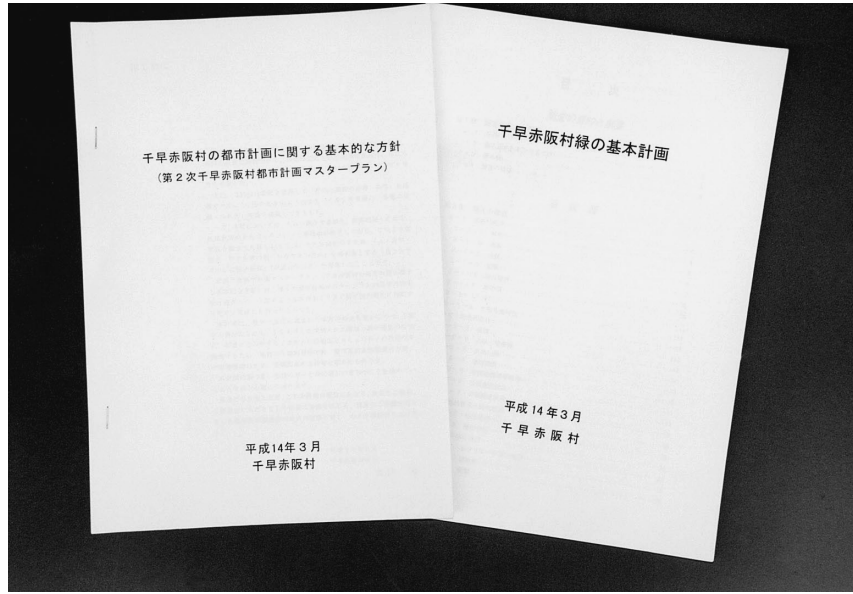 千早赤阪村の都市計画に関する基本的な方針
（第２次千早赤阪村都市計画マスタープラン）
平成14年３月
千早赤阪村
千早赤阪村緑の基本計画
平成 14 年 3 月
千 早 赤 阪 村